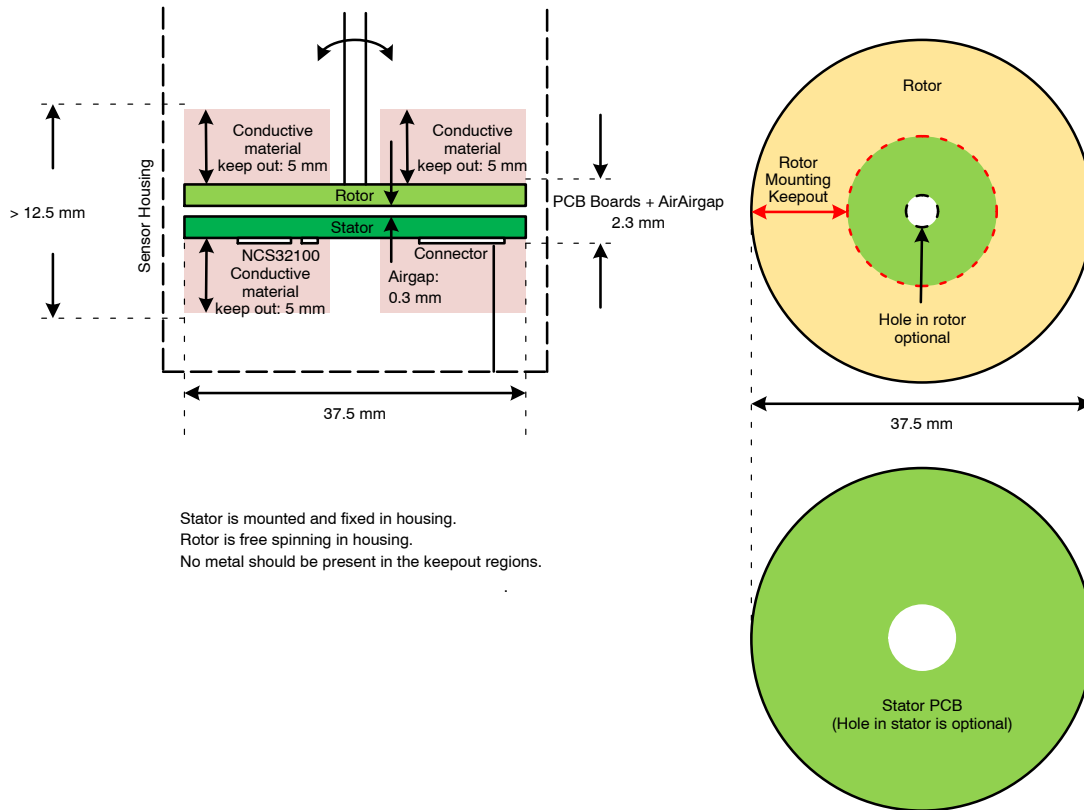 Conductive
material
keep out: 5 mm
Conductive
material
keep out: 5 mm
Rotor
Stator
NCS32100
Conductive
material
keep out: 5 mm
Connector
Airgap:
0.3 mm
> 12.5 mm
Sensor Housing
PCB Boards + AirAirgap
2.3 mm
37.5 mm
Rotor
Rotor
Mounting
Keepout
Hole in rotor
optional
37.5 mm
Stator PCB
(Hole in stator is optional)
Stator is mounted and fixed in housing.
Rotor is free spinning in housing.
No metal should be present in the keepout regions.
.